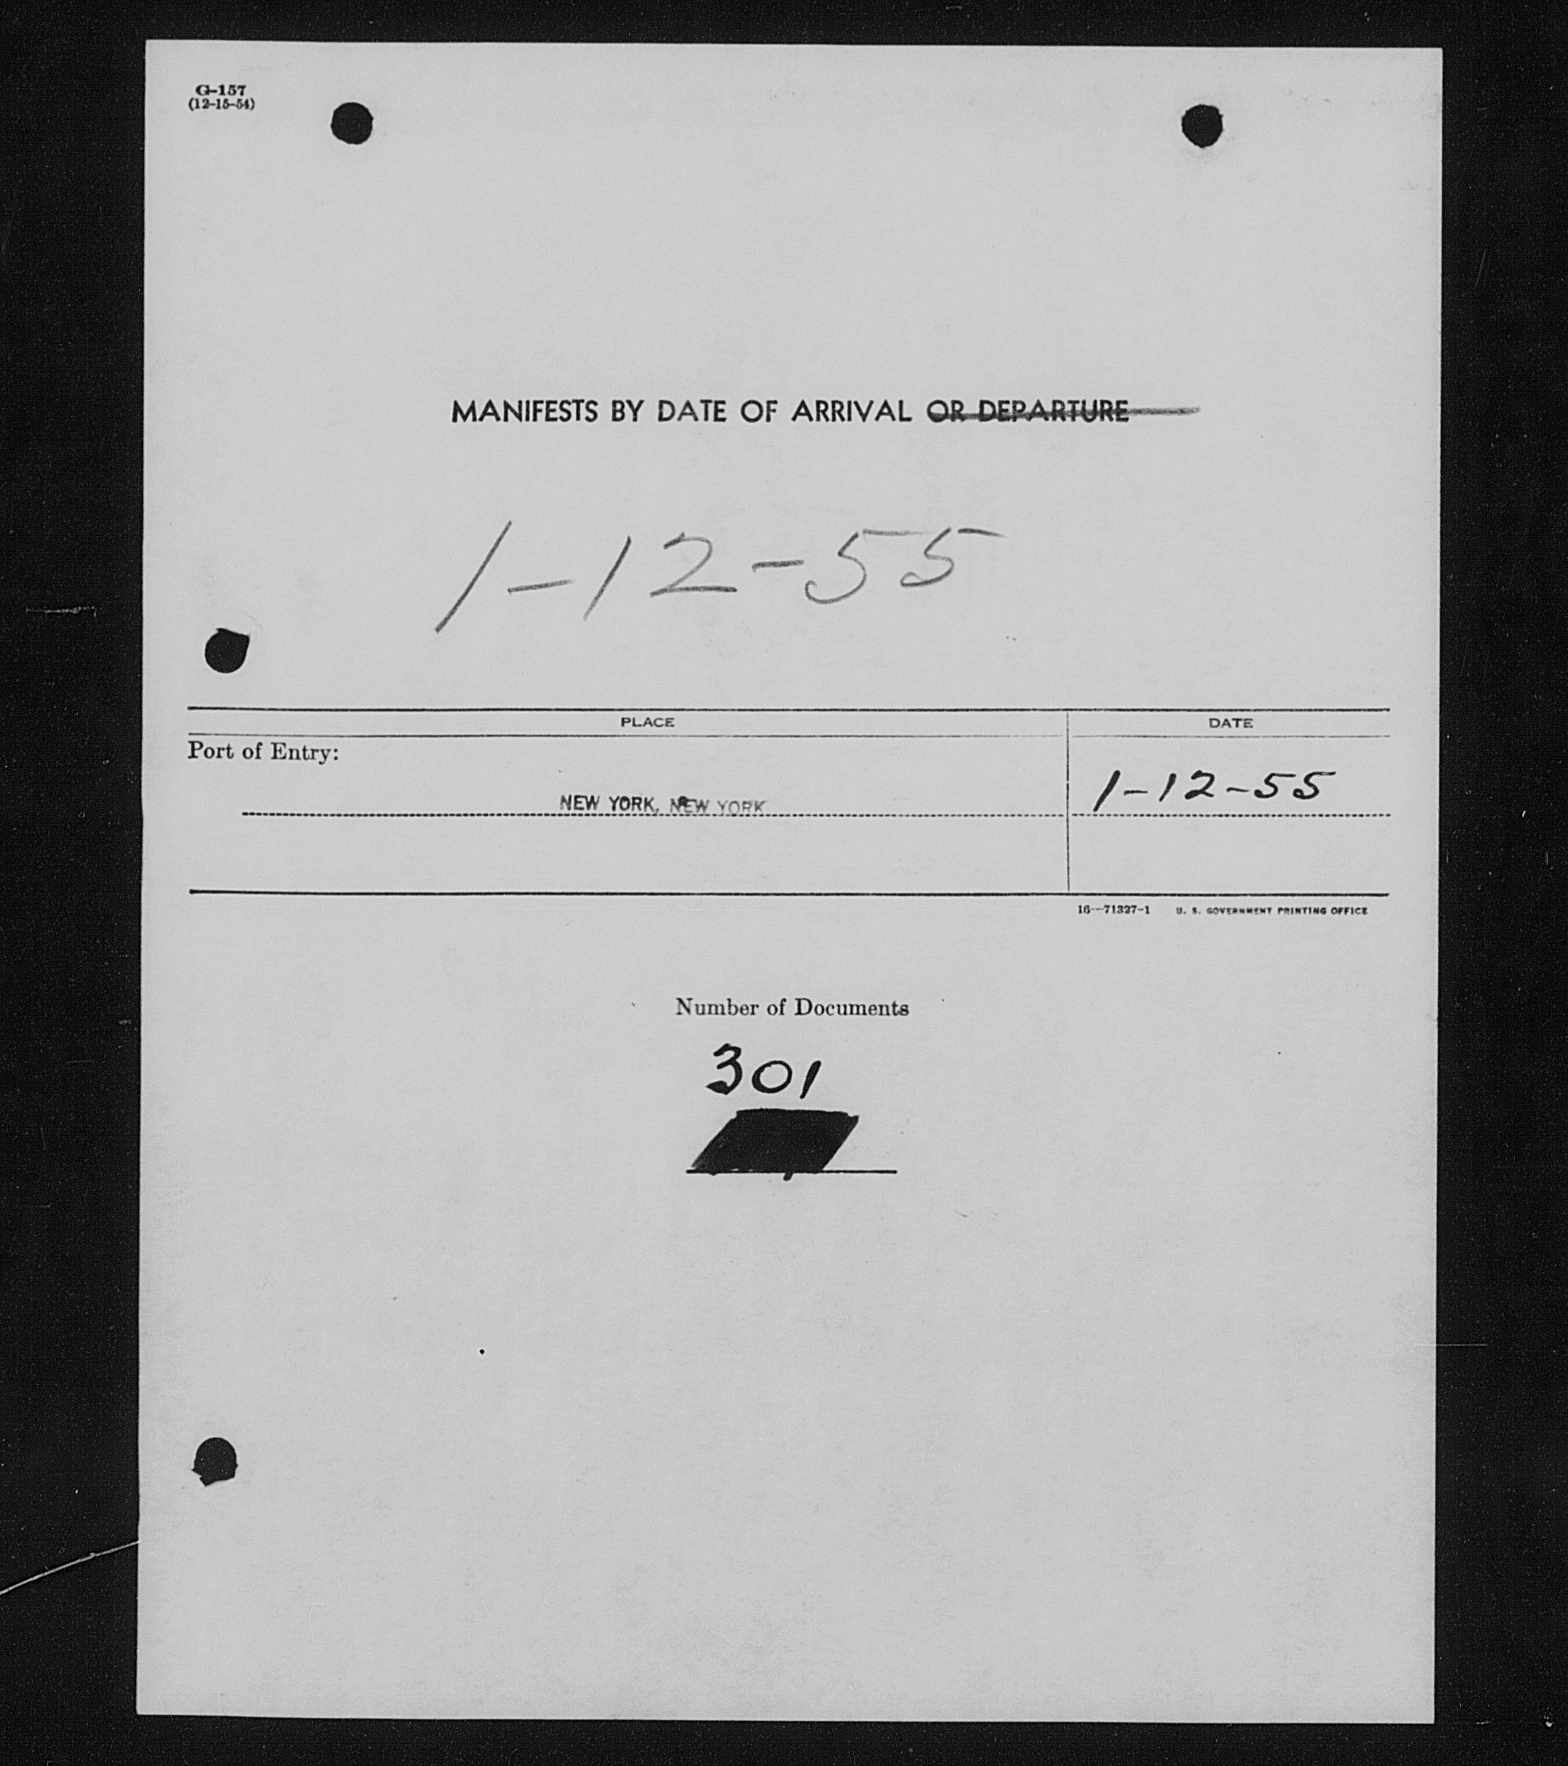 G-157
(12-15-54)
MANIFESTS BY DATE OF ARRIVAL OR DEPARTURE
1-12-55
PLACE DATE
Port of Entry:
NEW YORK, NEW YORK 1-12-55
16—71327-1 U. S. GOVERNMENT PRINTING OFFICE
Number of Documents
301